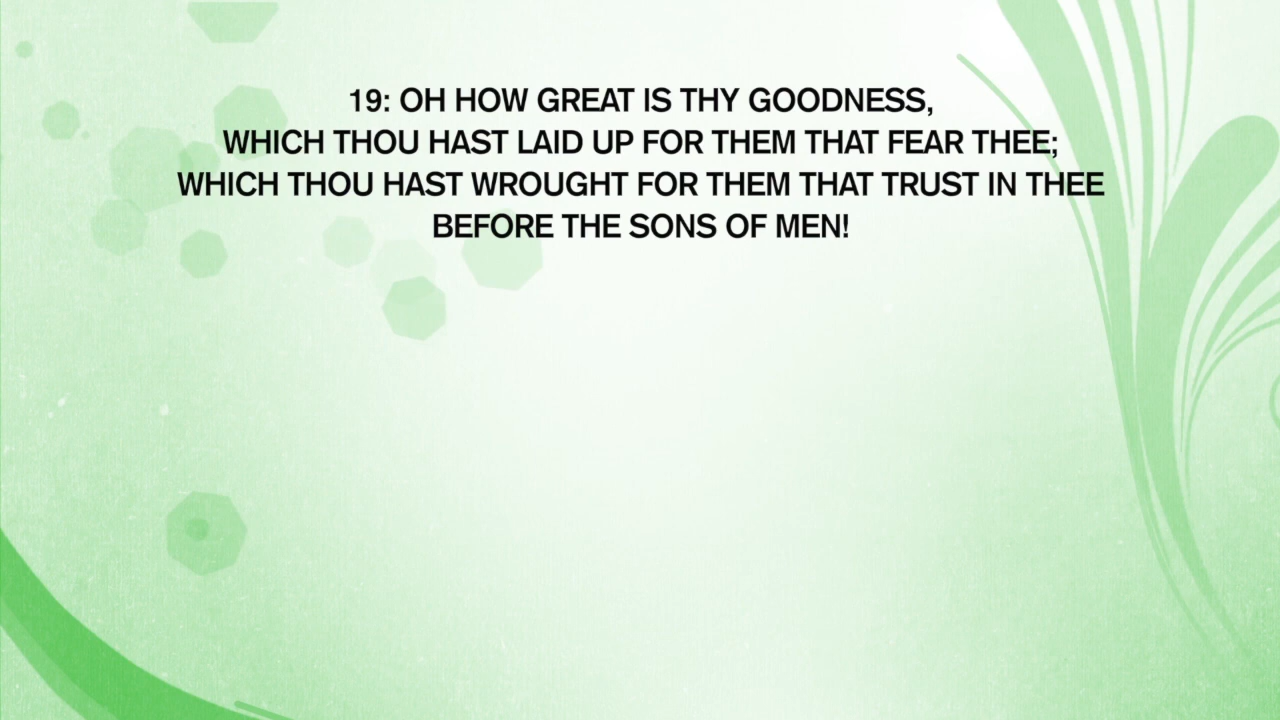 19: OH HOW GREAT IS THY GOODNESS,
WHICH THOU HAST LAID UP FOR THEM THAT FEAR THEE;
WHICH THOU HAST WROUGHT FOR THEM THAT TRUST IN THEE
BEFORE THE SONS OF MEN!